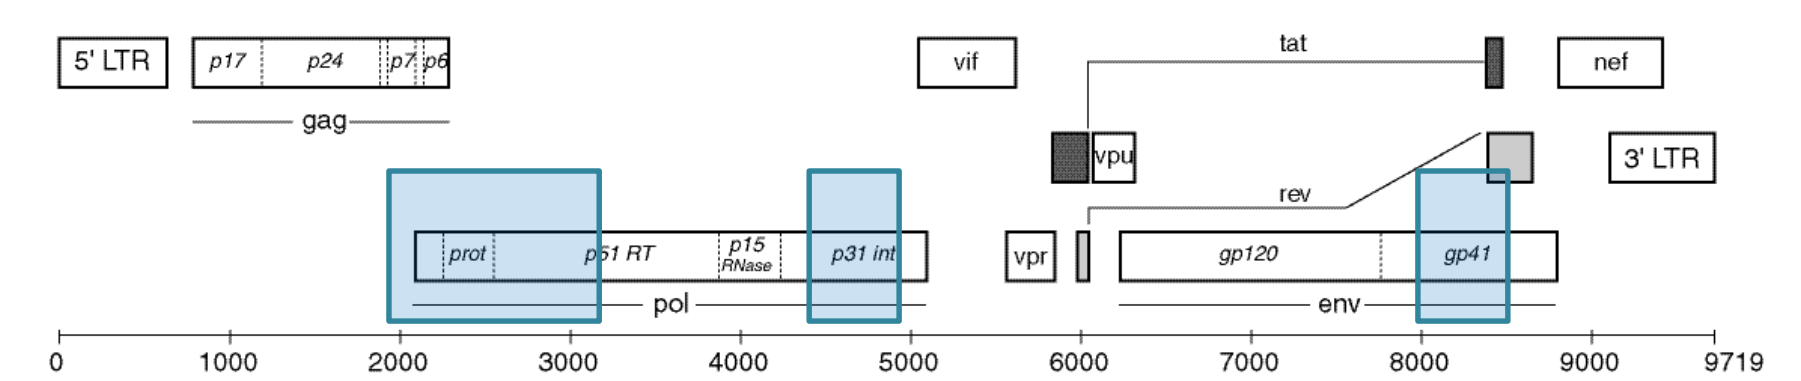 5' LTR p17 p24 p7 p6 vif tat nef
gag
vpu 3' LTR
rev
prot p51 RT p15 RNase p31 int vpr gp120 gp41
pol env
0 1000 2000 3000 4000 5000 6000 7000 8000 9000 9719